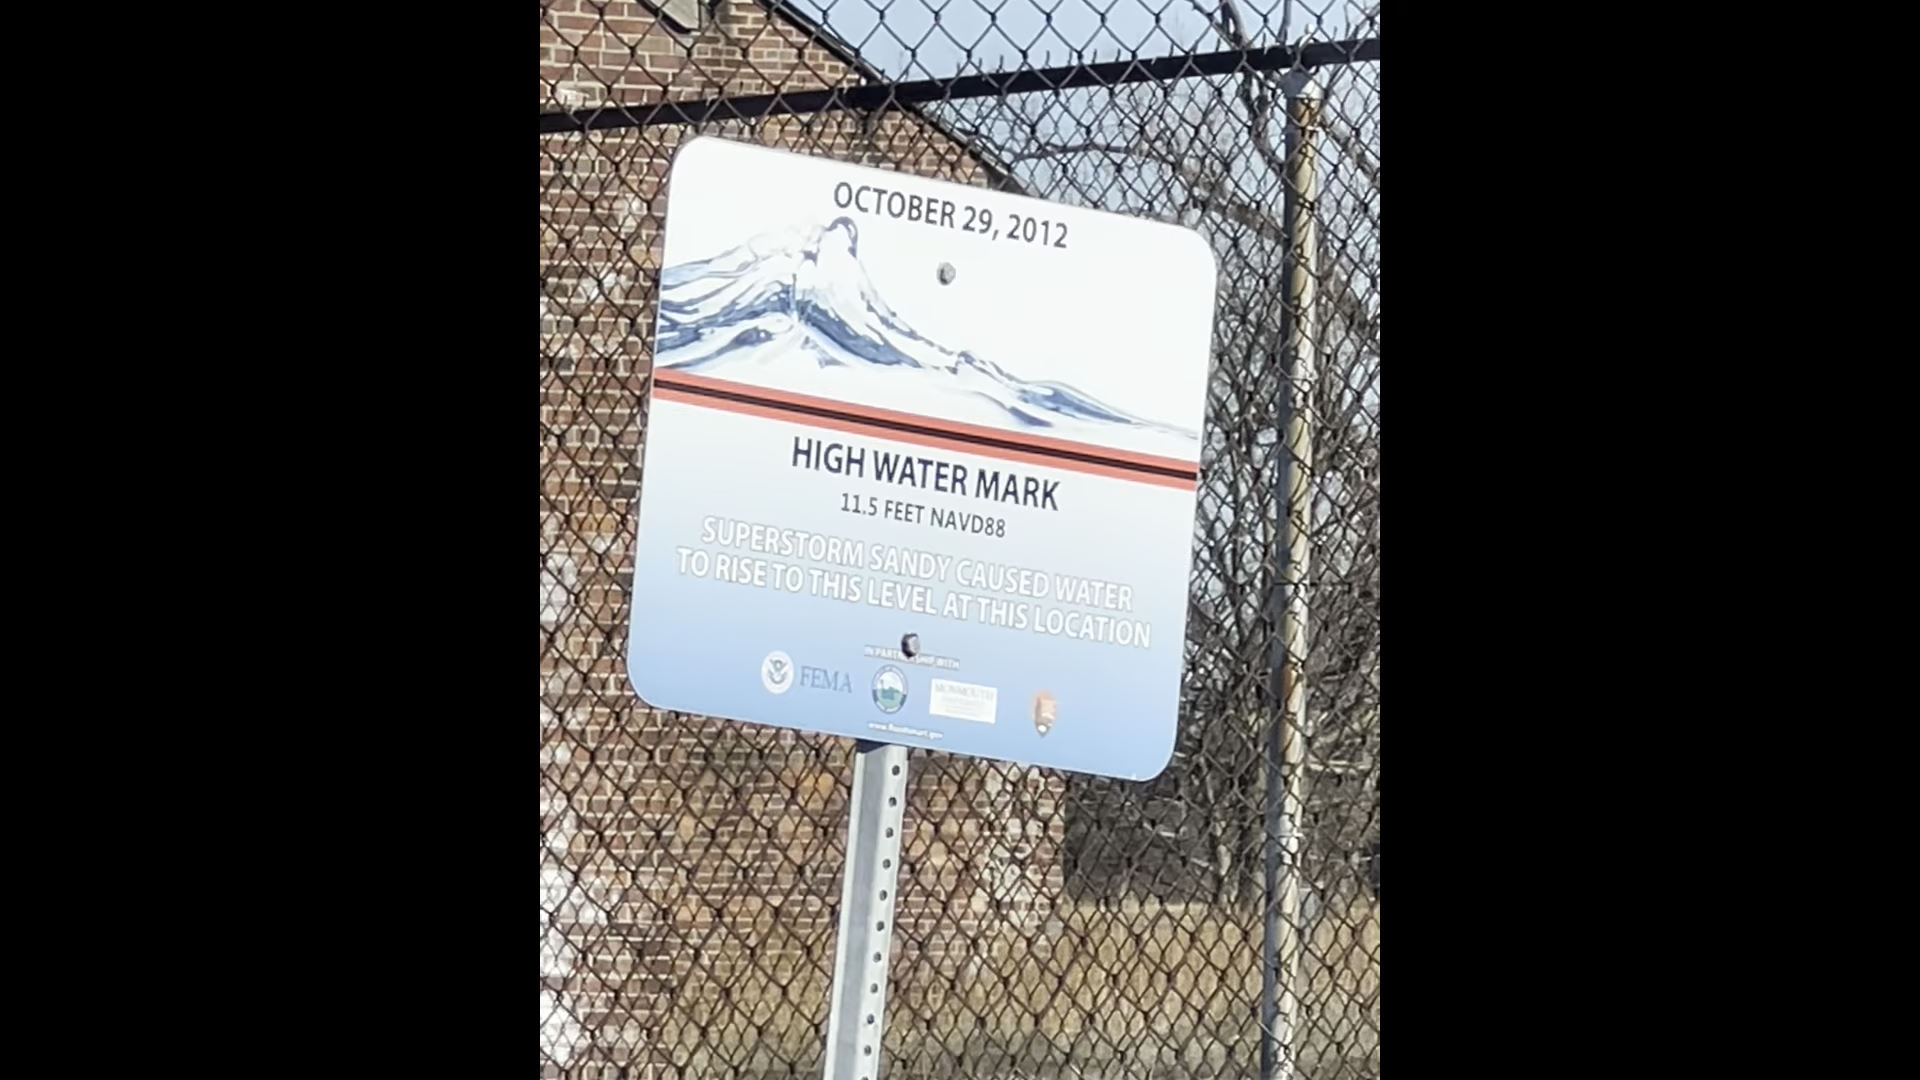 OCTOBER 29, 2012
HIGH WATER MARK
11.5 FEET NAVD88
SUPERSTORM SANDY CAUSED WATER
TO RISE TO THIS LEVEL AT THIS LOCATION
IN PARTNERSHIP WITH
FEMA
MONMOUTH